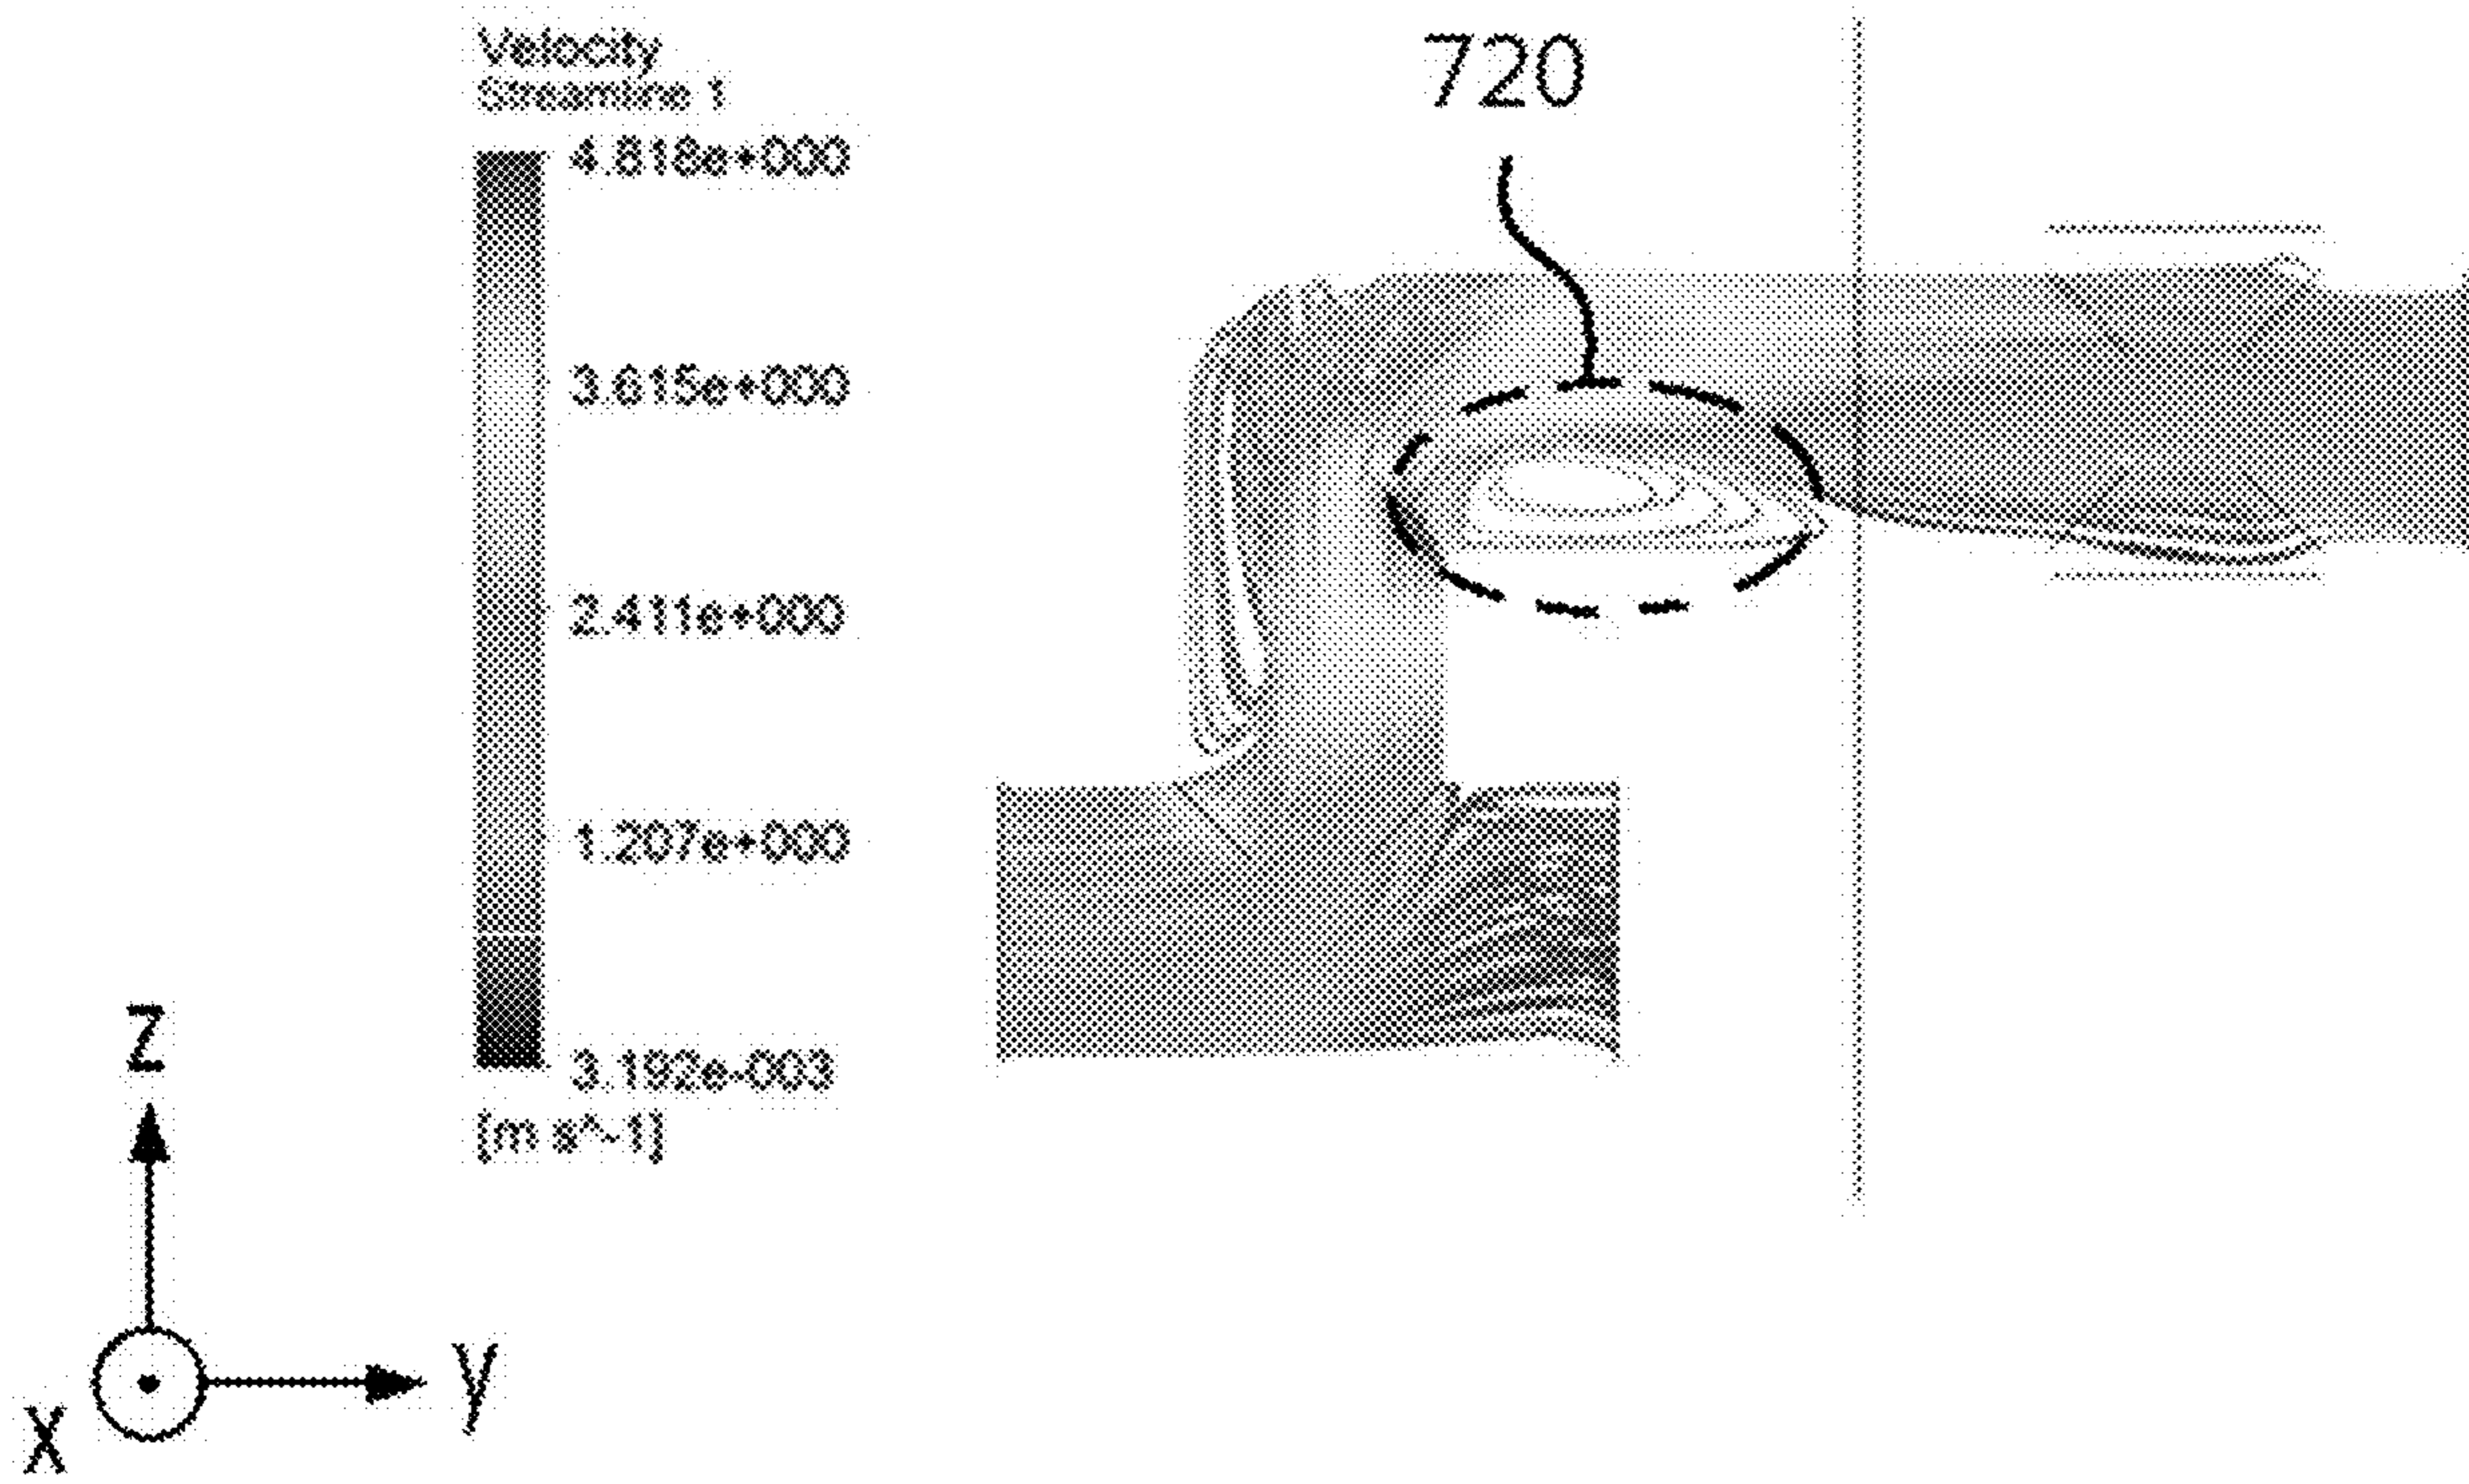 Velocity
Streamline 1
720
4.818e+000
3.615e+000
2.411e+000
1.207e+000
3.192e-003
[m s^-1]
Z
y
X